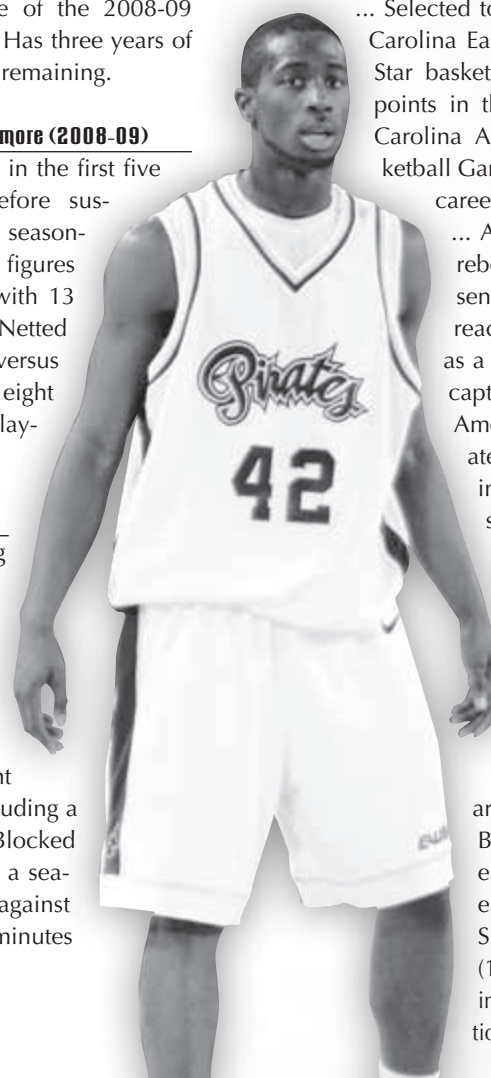 e of the 2008-09
Has three years of
remaining.
more (2008-09)
in the first five
efore sus-
season-
figures
with 13
Netted
versus
eight
lay-
g
nt
uding a
Blocked
a sea-
against
minutes
Pirates
42
... Selected to
Carolina Ea
Star basket
points in th
Carolina A
ketball Gar
career
... A
rebo
sen
read
as a
capt
Ame
ate
in
s
ar
B
e
e
S
(1
in
tio